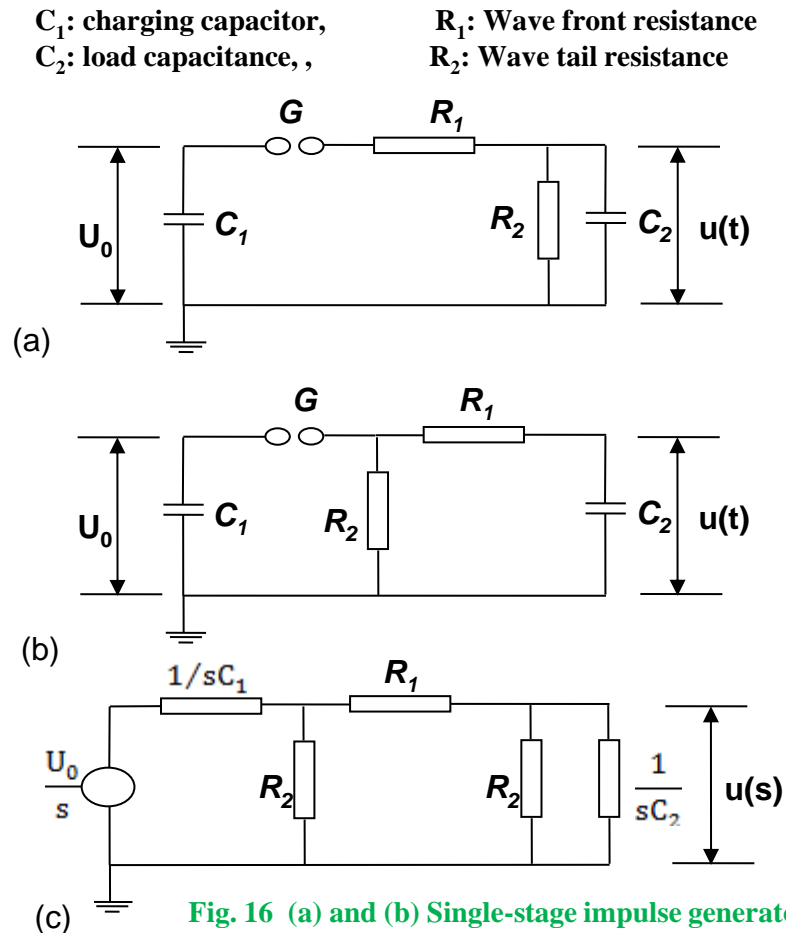 C₁: charging capacitor, R₁: Wave front resistance
C₂: load capacitance, , R₂: Wave tail resistance
G R₁
U₀ C₁ R₂ C₂ u(t)
(a)
G R₁
U₀ C₁ R₂ C₂ u(t)
(b)
1/sC₁ R₁
U₀/s R₂ R₂ 1/sC₂ u(s)
(c) Fig. 16 (a) and (b) Single-stage impulse generat